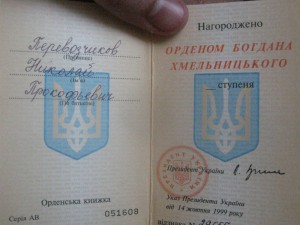 Переводчиков
(Прізвище)
Николай
(Ім'я)
Прокофьевич
(По батькові)
Орденська книжка
Серія АВ 051608
Нагороджено
ОРДЕНОМ БОГДАНА
ХМЕЛЬНИЦЬКОГО
ступеня
Президент України
Указ Президента України
від 14 жовтня 1999 року